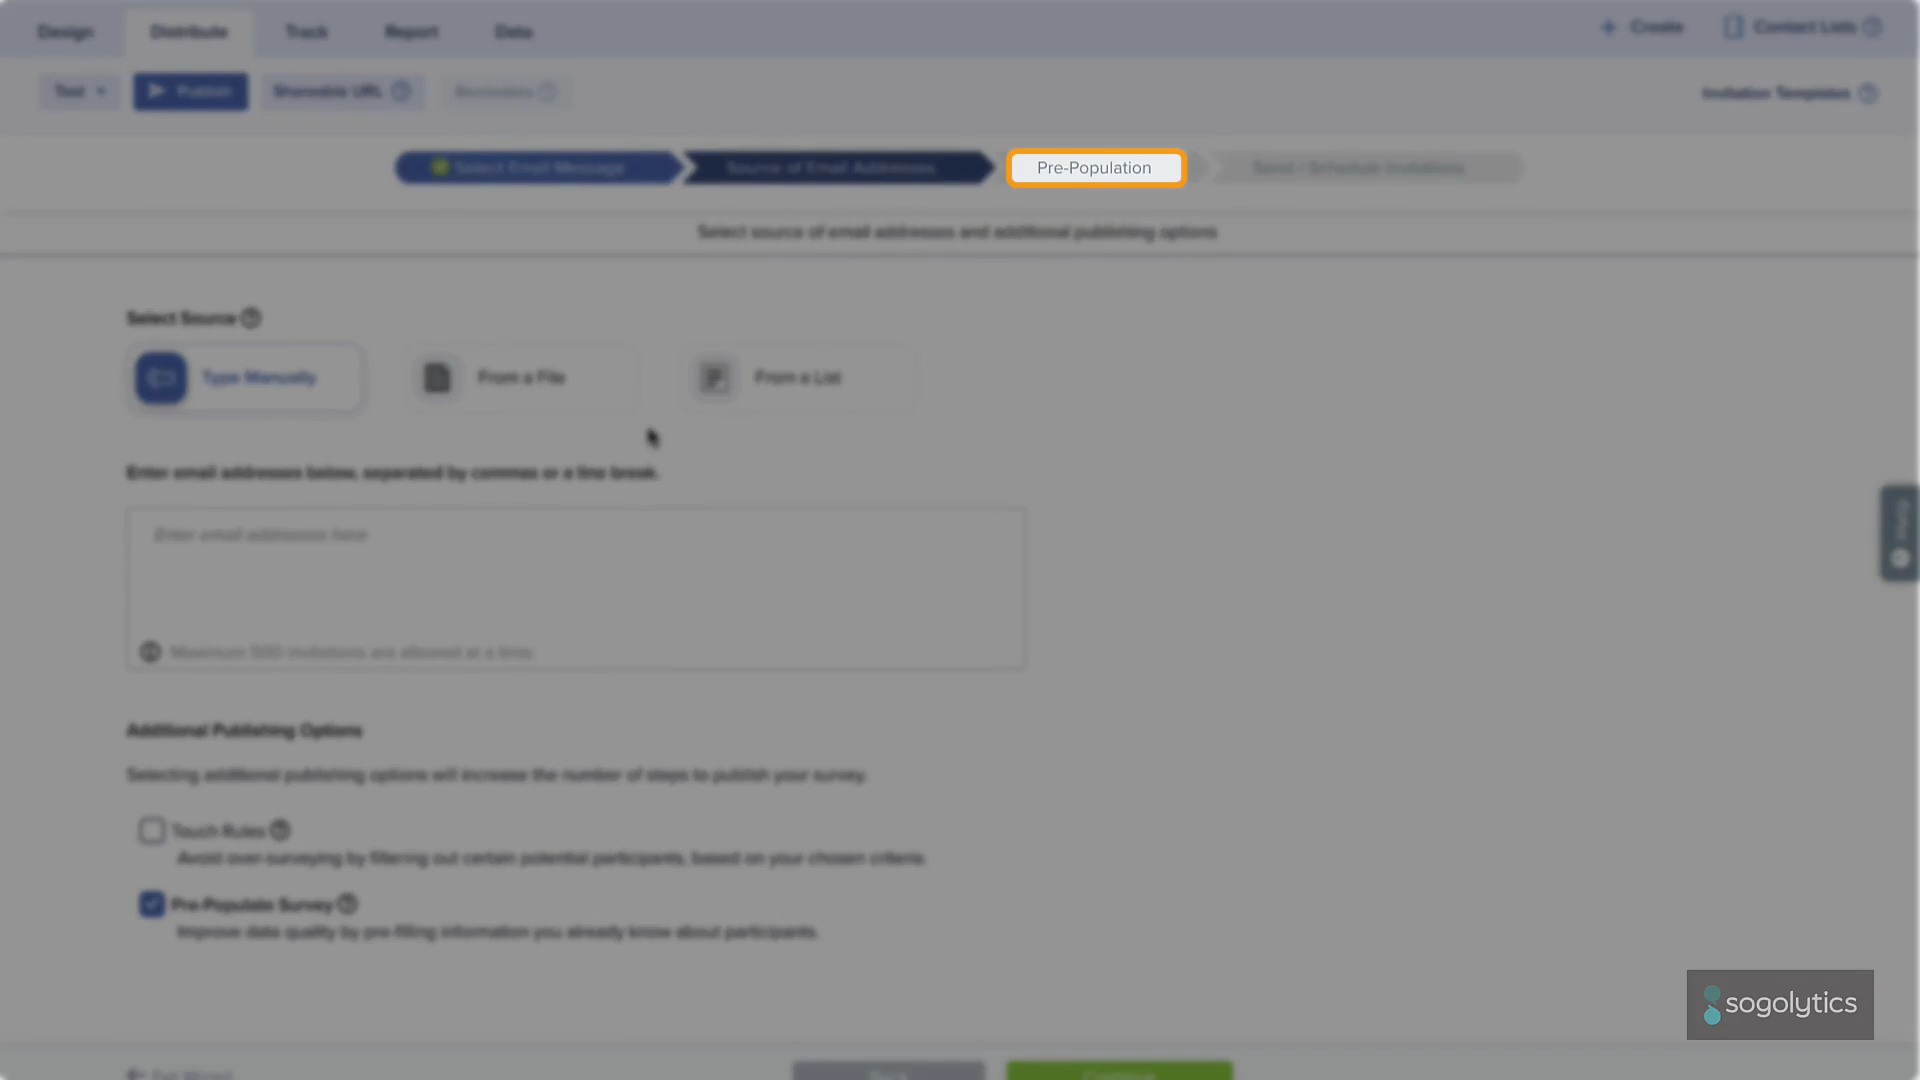 Design Distribute Track Report Data + Create Contact Lists
Test Publish Shareable URL Reminders Invitation Templates
Select Email Message Source of Email Addresses Pre-Population Send / Schedule Invitations
Select source of email addresses and additional publishing options
Select Source
Type Manually From a File From a List
Enter email addresses below, separated by commas or a line break.
Enter email addresses here
Maximum 500 invitations are allowed at a time.
Help
Additional Publishing Options
Selecting additional publishing options will increase the number of steps to publish your survey.
Touch Rules
Avoid over-surveying by filtering out certain potential participants, based on your chosen criteria.
Pre-Populate Survey
Improve data quality by pre-filling information you already know about participants.
sogolytics